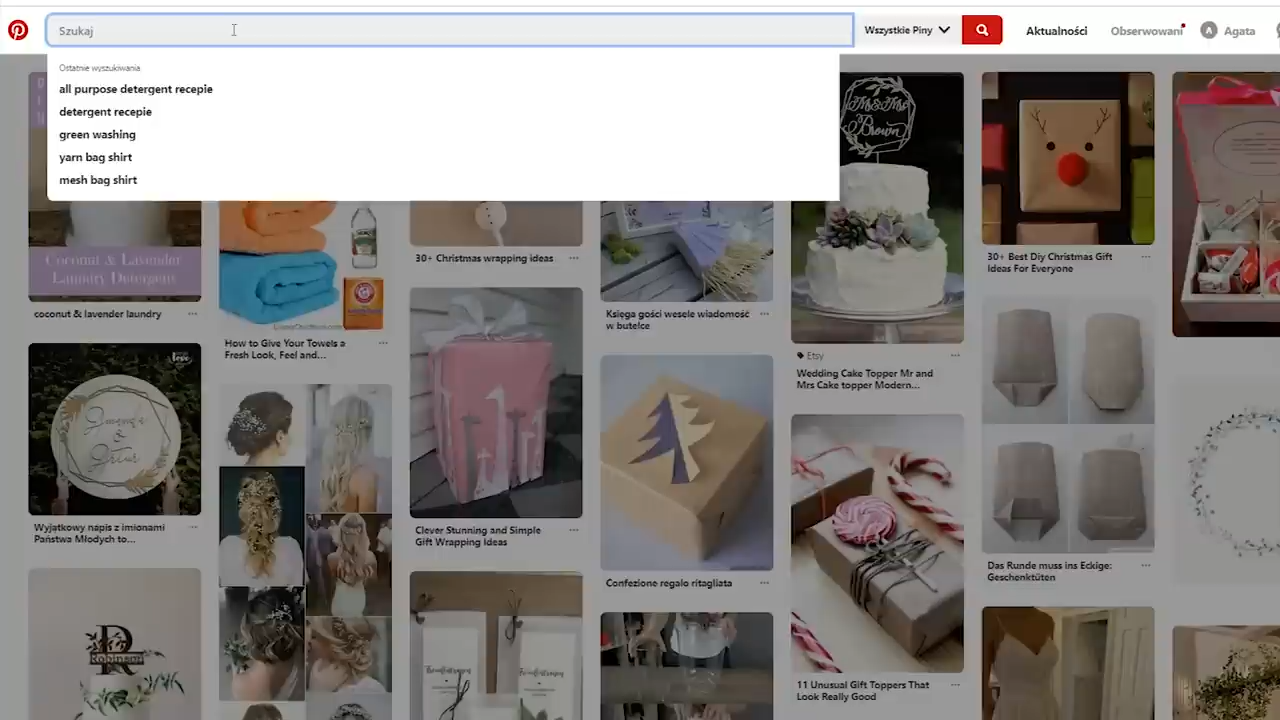 Szukaj
Wszystkie Piny
Aktualności
Obserwowani
A
Agata
Ostatnie wyszukiwania
all purpose detergent recepie
detergent recepie
green washing
yarn bag shirt
mesh bag shirt
Coconut & Lavender
Laundry Detergent
coconut & lavender laundry
How to Give Your Towels a
Fresh Look, Feel and...
30+ Christmas wrapping ideas
Księga gości wesele wiadomość
w butelce
Mr & Mrs
Brown
Etsy
Wedding Cake Topper Mr and
Mrs Cake topper Modern...
30+ Best Diy Christmas Gift
Ideas For Everyone
Wyjątkowy napis z imionami
Państwa Młodych to...
Clever Stunning and Simple
Gift Wrapping Ideas
Confezione regalo ritagliata
Das Runde muss ins Eckige:
Geschenktüten
11 Unusual Gift Toppers That
Look Really Good
R
Robinson